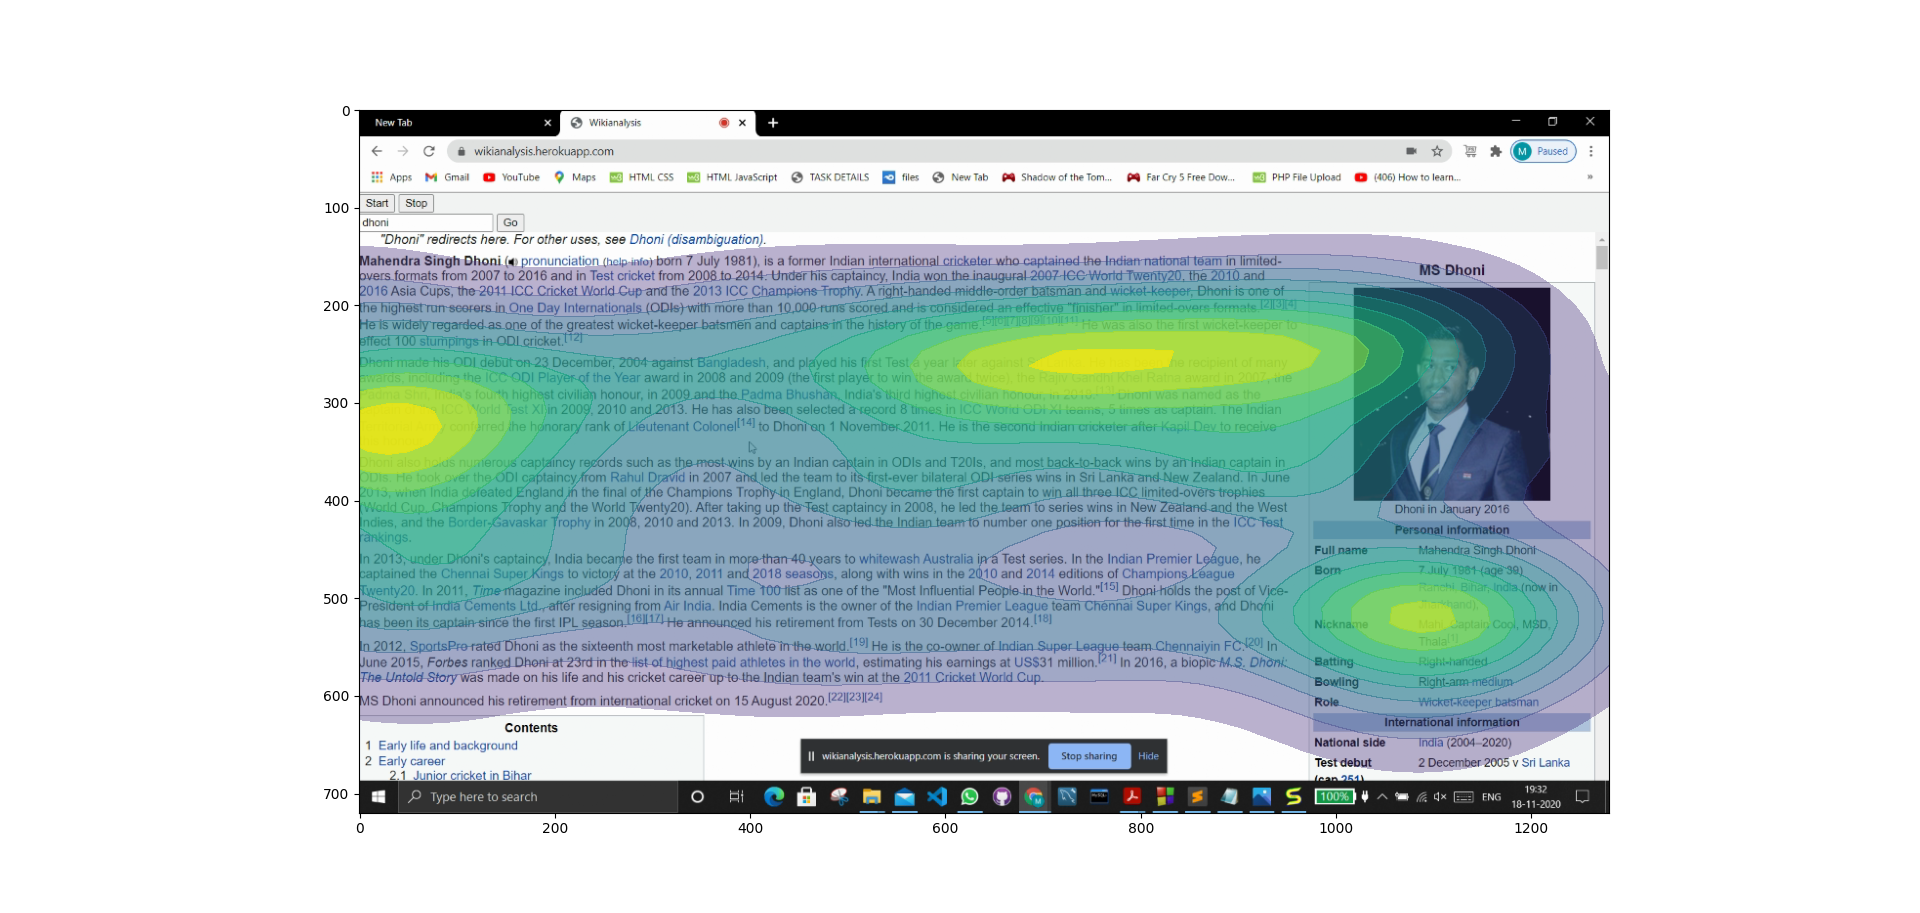 New Tab
Wikianalysis
wikianalysis.herokuapp.com
Paused
Apps Gmail YouTube Maps HTML CSS HTML JavaScript TASK DETAILS files New Tab Shadow of the Tom... Far Cry 5 Free Dow... PHP File Upload (406) How to learn... »
Start Stop
dhoni Go
"Dhoni" redirects here. For other uses, see Dhoni (disambiguation).
Mahendra Singh Dhoni ( pronunciation (help·info) born 7 July 1981), is a former Indian international cricketer who captained the Indian national team in limited-
overs formats from 2007 to 2016 and in Test cricket from 2008 to 2014. Under his captaincy, India won the inaugural 2007 ICC World Twenty20, the 2010 and
2016 Asia Cups, the 2011 ICC Cricket World Cup and the 2013 ICC Champions Trophy. A right-handed middle-order batsman and wicket-keeper, Dhoni is one of
the highest run scorers in One Day Internationals (ODIs) with more than 10,000 runs scored and is considered an effective "finisher" in limited-overs formats.[2][3][4]
He is widely regarded as one of the greatest wicket-keeper batsmen and captains in the history of the game.[5][6][7][8][9][10][11] He was also the first wicket-keeper to
effect 100 stumpings in ODI cricket.[12]
Dhoni made his ODI debut on 23 December, 2004 against Bangladesh, and played his first Test a year later against the recipient of many
awards, including the ICC ODI Player of the Year award in 2008 and 2009 (the first player to win the award twice), the Rajiv Gandhi Khel Ratna award in 2007, the
Padma Shri, India's fourth highest civilian honour, in 2009 and the Padma Bhushan, India's third highest civilian honour, in 2018. Dhoni was named as the
ICC World Test XI in 2009, 2010 and 2013. He has also been selected a record 8 times in ICC World ODI XI teams, 5 times as captain. The Indian
conferred the honorary rank of Lieutenant Colonel[14] to Dhoni on 1 November 2011. He is the second Indian cricketer after Kapil Dev to receive
Dhoni also holds numerous captaincy records such as the most wins by an Indian captain in ODIs and T20Is, and most back-to-back wins by an Indian captain in
ODIs. He took over the ODI captaincy from Rahul Dravid in 2007 and led the team to its first-ever bilateral ODI series wins in Sri Lanka and New Zealand. In June
2013, when India defeated England in the final of the Champions Trophy in England, Dhoni became the first captain to win all three ICC limited-overs trophies
(World Cup, Champions Trophy and the World Twenty20). After taking up the Test captaincy in 2008, he led the team to series wins in New Zealand and the West
Indies, and the Border-Gavaskar Trophy in 2008, 2010 and 2013. In 2009, Dhoni also led the Indian team to number one position for the first time in the ICC Test
rankings.
In 2013, under Dhoni's captaincy, India became the first team in more than 40 years to whitewash Australia in a Test series. In the Indian Premier League, he
captained the Chennai Super Kings to victory at the 2010, 2011 and 2018 seasons, along with wins in the 2010 and 2014 editions of Champions League
Twenty20. In 2011, Time magazine included Dhoni in its annual Time 100 list as one of the "Most Influential People in the World."[15] Dhoni holds the post of Vice-
President of India Cements Ltd., after resigning from Air India. India Cements is the owner of the Indian Premier League team Chennai Super Kings, and Dhoni
has been its captain since the first IPL season.[16][17] He announced his retirement from Tests on 30 December 2014.[18]
In 2012, SportsPro rated Dhoni as the sixteenth most marketable athlete in the world.[19] He is the co-owner of Indian Super League team Chennaiyin FC.[20] In
June 2015, Forbes ranked Dhoni at 23rd in the list of highest paid athletes in the world, estimating his earnings at US$31 million.[21] In 2016, a biopic M.S. Dhoni:
The Untold Story was made on his life and his cricket career up to the Indian team's win at the 2011 Cricket World Cup.
MS Dhoni announced his retirement from international cricket on 15 August 2020.[22][23][24]
Contents
1 Early life and background
2 Early career
2.1 Junior cricket in Bihar
MS Dhoni
Dhoni in January 2016
Personal information
Full name Mahendra Singh Dhoni
Born 7 July 1981 (age 39)
Ranchi, Bihar, India (now in
Jharkhand)
Nickname Mahi, Captain Cool, MSD,
Thala[1]
Batting Right-handed
Bowling Right-arm medium
Role Wicket-keeper batsman
International information
National side India (2004–2020)
Test debut 2 December 2005 v Sri Lanka
(cap 251)
wikianalysis.herokuapp.com is sharing your screen. Stop sharing Hide
Type here to search
100%
ENG
19:32
18-11-2020
0
100
200
300
400
500
600
700
0 200 400 600 800 1000 1200